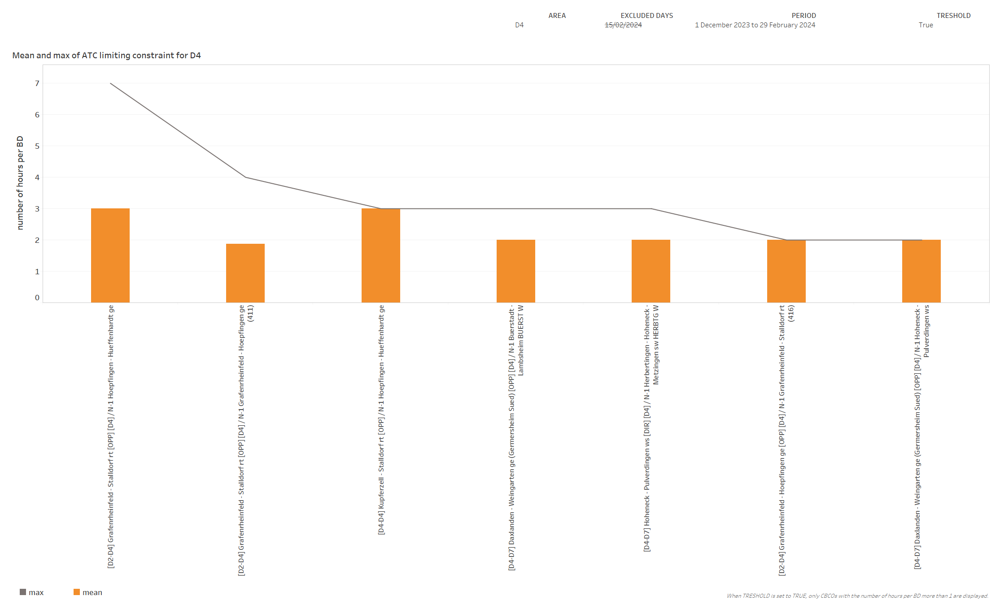 AREA EXCLUDED DAYS PERIOD TRESHOLD
D4 15/02/2024 1 December 2023 to 29 February 2024 True
Mean and max of ATC limiting constraint for D4
number of hours per BD
7
6
5
4
3
2
1
0
[D2-D4] Grafenrheinfeld - Stalldorf rt [OPP] [D4] / N-1 Hoepfingen - Hueffenhardt ge
[D2-D4] Grafenrheinfeld - Stalldorf rt [OPP] [D4] / N-1 Grafenrheinfeld - Hoepfingen ge
(411)
[D4-D4] Kupferzell - Stalldorf rt [OPP] / N-1 Hoepfingen - Hueffenhardt ge
[D4-D7] Daxlanden - Weingarten ge (Germersheim Sued) [OPP] [D4] / N-1 Buerstadt -
Lambsheim BUERST W
[D4-D7] Hoheneck - Pulverdingen ws [DIR] [D4] / N-1 Herbertingen - Hoheneck -
Metzingen sw HERBTG W
[D2-D4] Grafenrheinfeld - Hoepfingen ge [OPP] [D4] / N-1 Grafenrheinfeld - Stalldorf rt
(416)
[D4-D7] Daxlanden - Weingarten ge (Germersheim Sued) [OPP] [D4] / N-1 Hoheneck -
Pulverdingen ws
max
mean
When TRESHOLD is set to TRUE, only CBCOs with the number of hours per BD more than 1 are displayed.